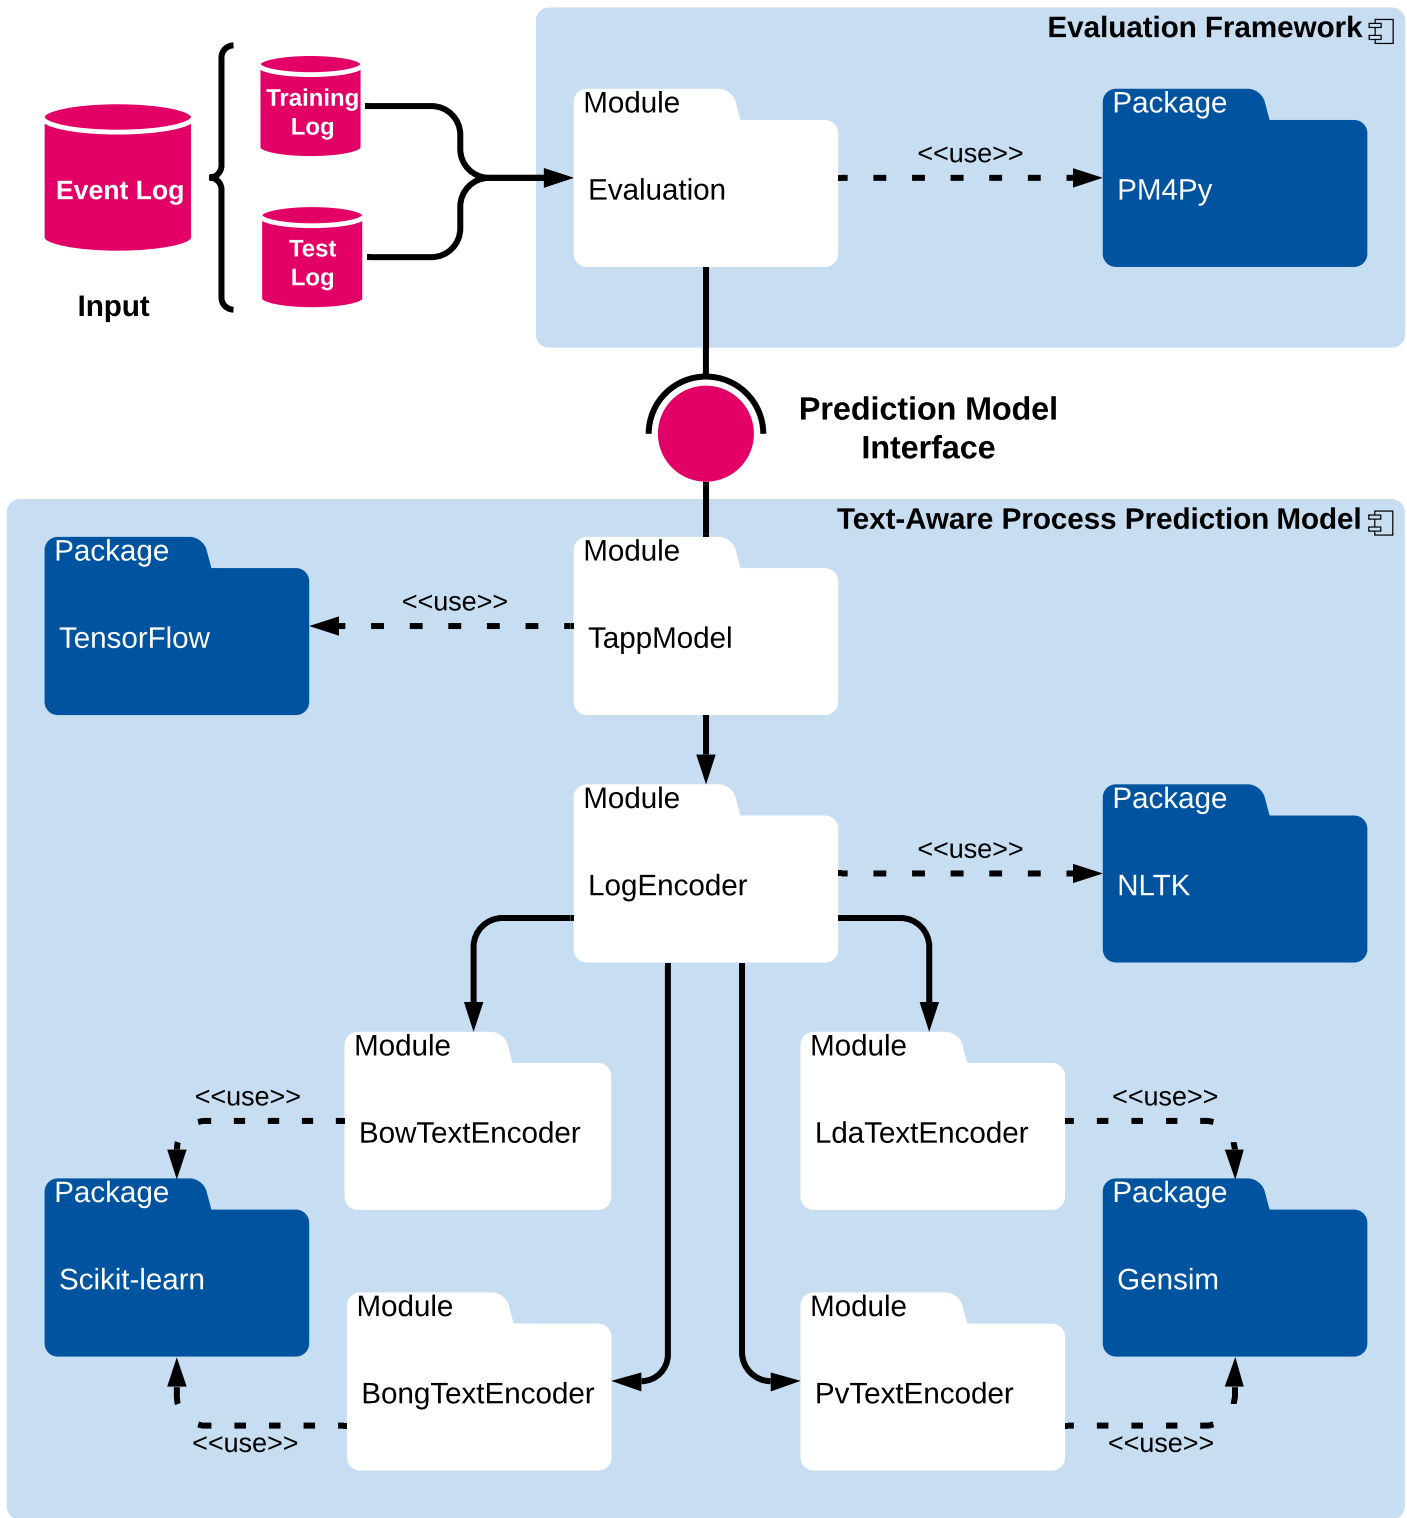 Evaluation Framework
Training
Log
Event Log
Test
Log
Input
Module
Evaluation
<<use>>
Package
PM4Py
Prediction Model
Interface
Text-Aware Process Prediction Model
Package
TensorFlow
<<use>>
Module
TappModel
Module
LogEncoder
<<use>>
Package
NLTK
Module
BowTextEncoder
<<use>>
Module
LdaTextEncoder
<<use>>
Package
Scikit-learn
Package
Gensim
Module
BongTextEncoder
<<use>>
Module
PvTextEncoder
<<use>>